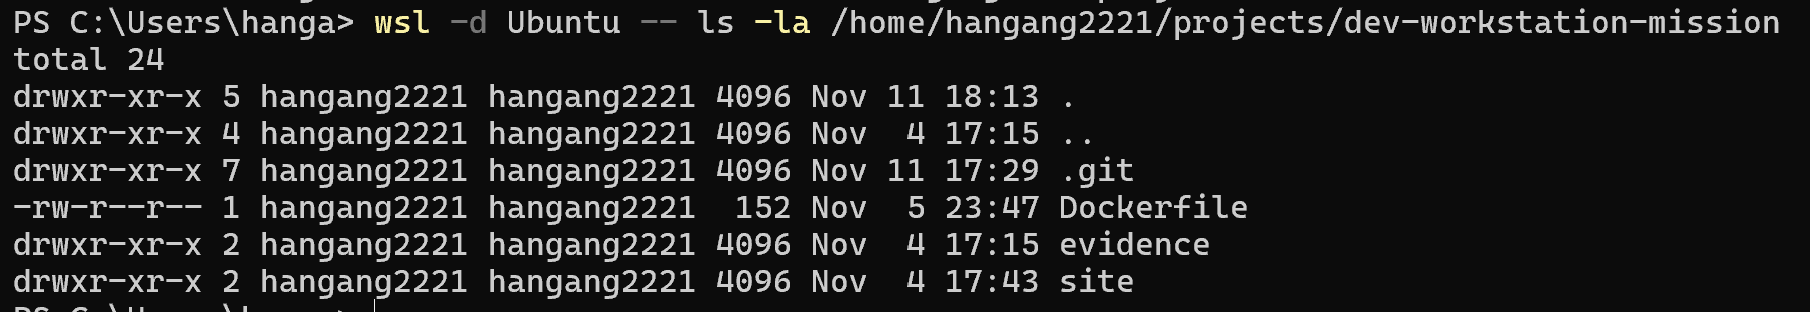 PS C:\Users\hanga> wsl -d Ubuntu -- ls -la /home/hangang2221/projects/dev-workstation-mission
total 24
drwxr-xr-x 5 hangang2221 hangang2221 4096 Nov 11 18:13 .
drwxr-xr-x 4 hangang2221 hangang2221 4096 Nov  4 17:15 ..
drwxr-xr-x 7 hangang2221 hangang2221 4096 Nov 11 17:29 .git
-rw-r--r-- 1 hangang2221 hangang2221  152 Nov  5 23:47 Dockerfile
drwxr-xr-x 2 hangang2221 hangang2221 4096 Nov  4 17:15 evidence
drwxr-xr-x 2 hangang2221 hangang2221 4096 Nov  4 17:43 site